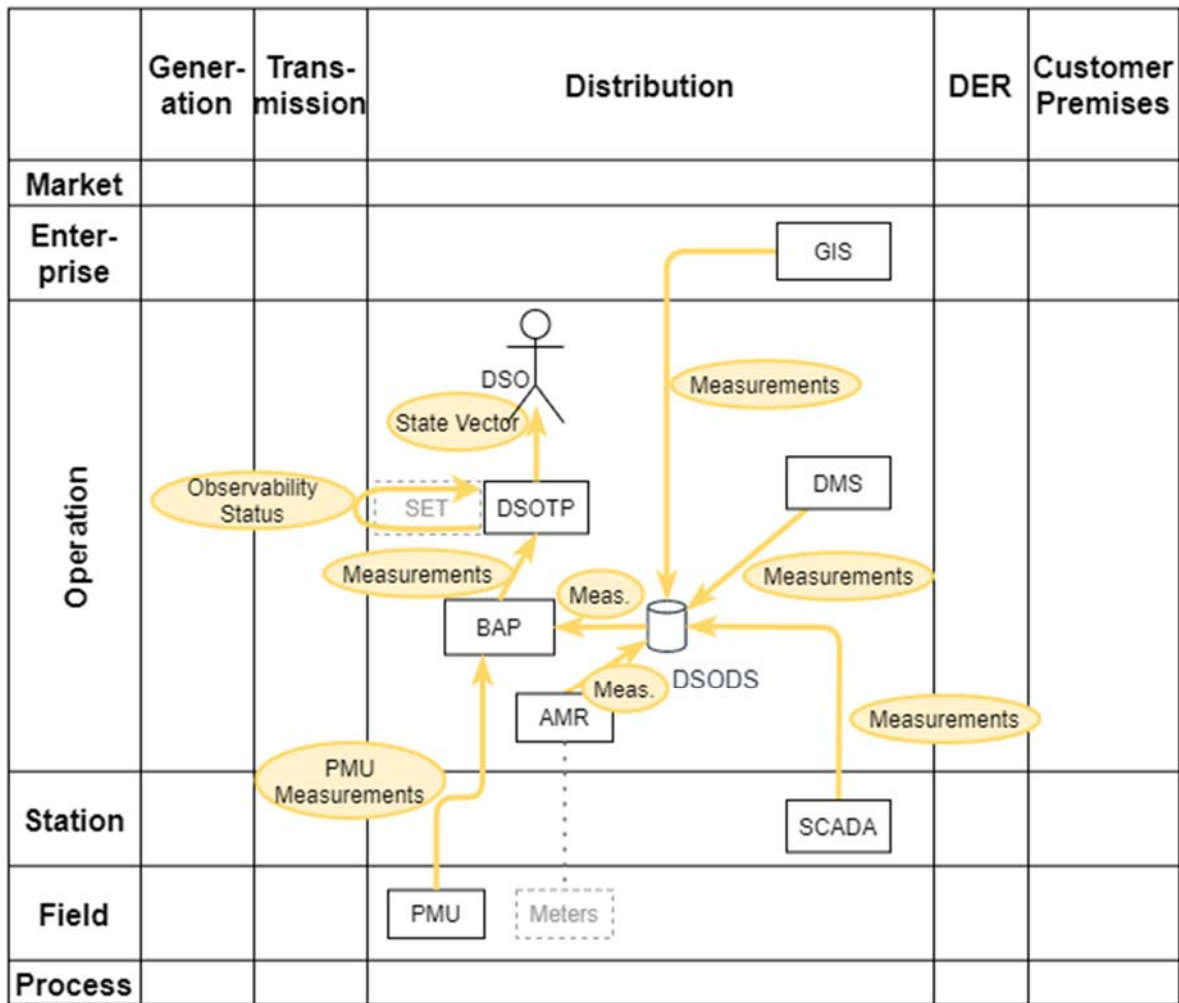 Gener-
ation
Trans-
mission
Distribution
DER
Customer
Premises
Market
Enter-
prise
GIS
DSO
Measurements
State Vector
Operation
Observability
Status
SET
DSOTP
DMS
Measurements
Measurements
Meas.
BAP
DSODS
Meas.
AMR
Measurements
PMU
Measurements
Station
SCADA
Field
PMU
Meters
Process